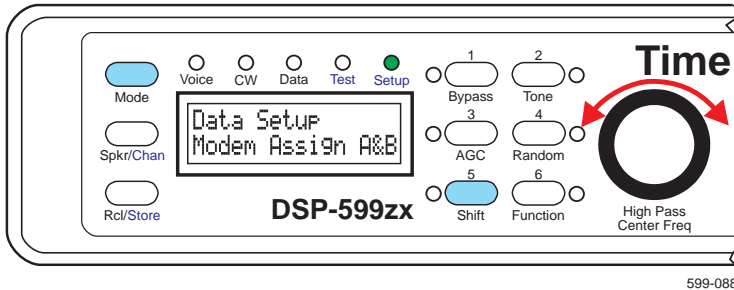 Time
Voice CW Data Test Setup
Mode
1 2
Bypass Tone
Data Setup
Modem Assign A&B
3 4
AGC Random
Spkr/Chan
5 6
Shift Function
Rcl/Store
DSP-599zx
High Pass
Center Freq
599-088